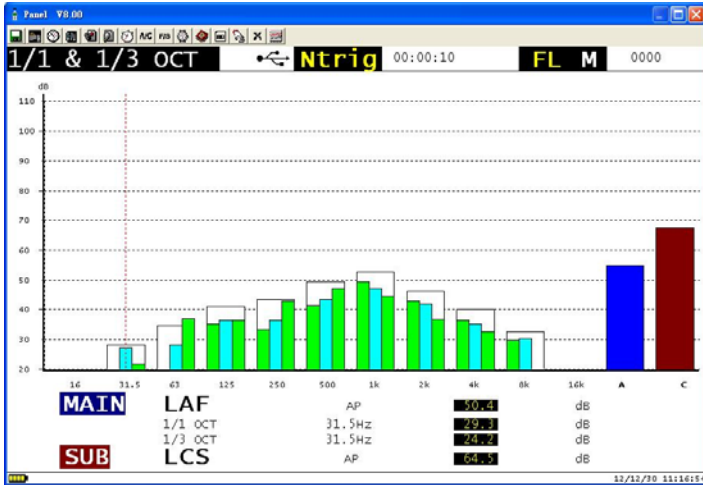 Panel V8.00
1/1 & 1/3 OCT Ntrig 00:00:10 FL M 0000
dB
110
100
90
80
70
60
50
40
30
20
16 31.5 63 125 250 500 1k 2k 4k 8k 16k A C
MAIN LAF AP 50.4 dB
1/1 OCT 31.5Hz 29.3 dB
1/3 OCT 31.5Hz 24.2 dB
SUB LCS AP 64.5 dB
12/12/30 11:16:54